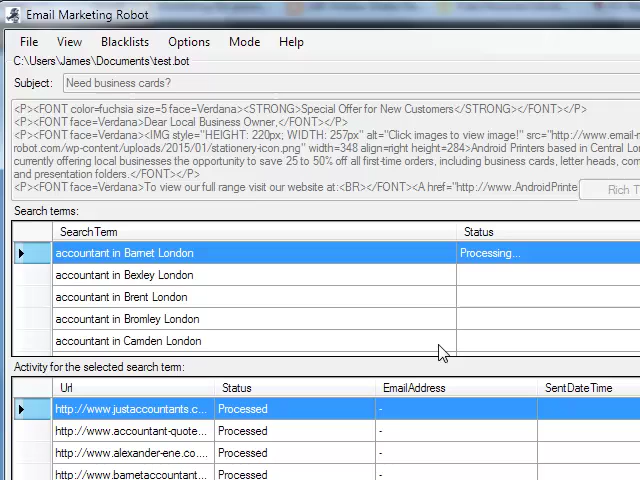 Email Marketing Robot
File View Blacklists Options Mode Help
C:\Users\James\Documents\test.bot
Subject: Need business cards?
<P><FONT color=fuchsia size=5 face=Verdana><STRONG>Special Offer for New Customers</STRONG></FONT></P>
<P><FONT face=Verdana>Dear Local Business Owner,</FONT></P>
<P><FONT face=Verdana><IMG style="HEIGHT: 220px; WIDTH: 257px" alt="Click images to view image!" src="http://www.email-m
robot.com/wp-content/uploads/2015/01/stationery-icon.png" width=348 align=right height=284>Android Printers based in Central Lon
currently offering local businesses the opportunity to save 25 to 50% off all first-time orders, including business cards, letter heads, com
and presentation folders.</FONT></P>
<P><FONT face=Verdana>To view our full range visit our website at:<BR></FONT><A href="http://www.AndroidPrinte
Rich T
Search terms:
SearchTerm Status
accountant in Barnet London Processing...
accountant in Bexley London
accountant in Brent London
accountant in Bromley London
accountant in Camden London
Activity for the selected search term:
Url Status EmailAddress SentDateTime
http://www.justaccountants.c... Processed -
http://www.accountant-quote... Processed -
http://www.alexander-ene.co.... Processed -
http://www.barnetaccountant... Processed -